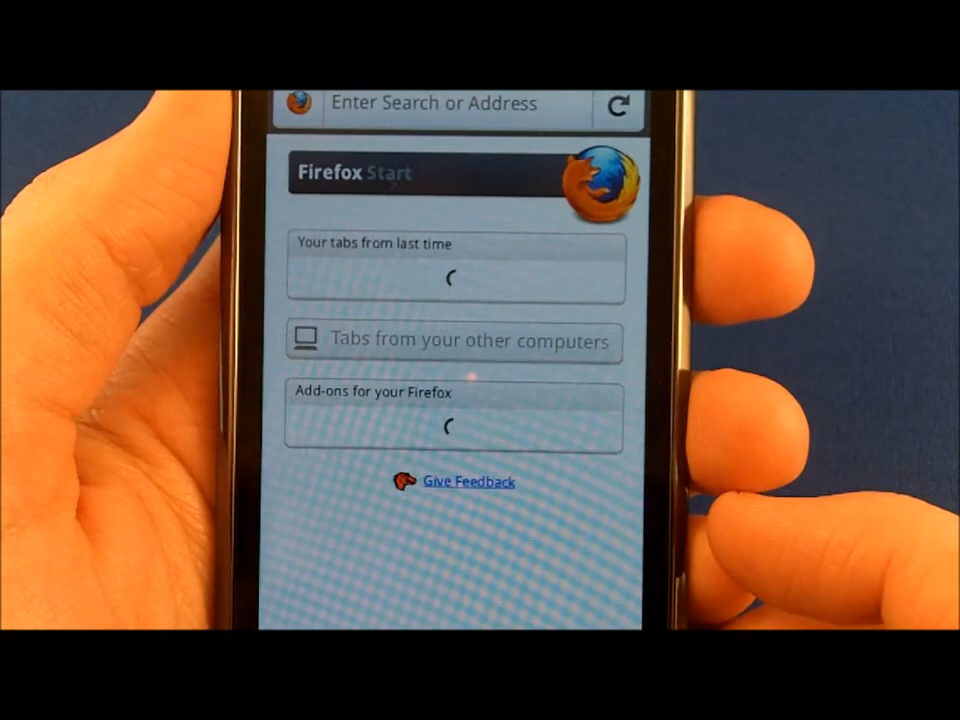 Enter Search or Address
Firefox Start
Your tabs from last time
Tabs from your other computers
Add-ons for your Firefox
Give Feedback